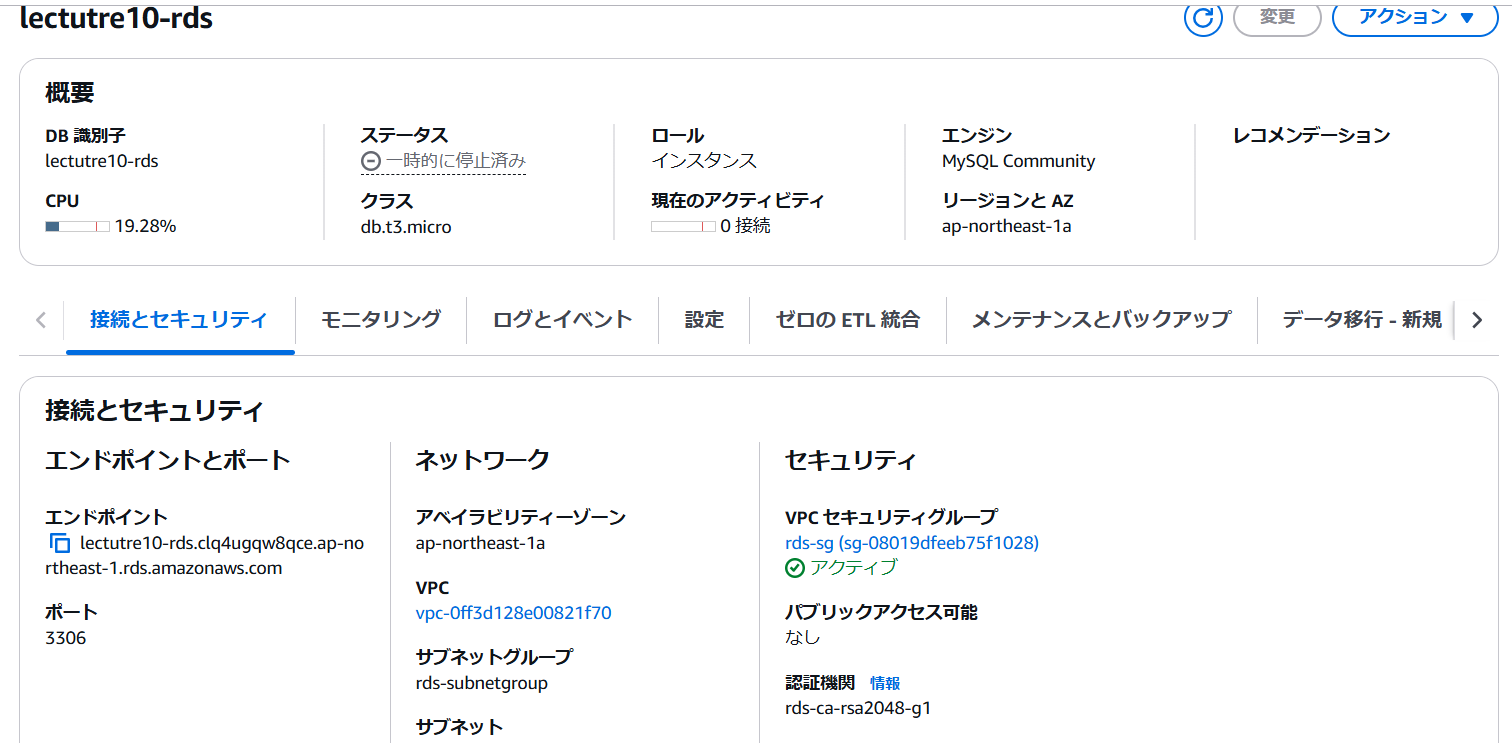 lectutre10-rds
変更
アクション
概要
DB 識別子
lectutre10-rds
CPU
19.28%
ステータス
一時的に停止済み
クラス
db.t3.micro
ロール
インスタンス
現在のアクティビティ
0 接続
エンジン
MySQL Community
リージョンと AZ
ap-northeast-1a
レコメンデーション
接続とセキュリティ
モニタリング
ログとイベント
設定
ゼロの ETL 統合
メンテナンスとバックアップ
データ移行 - 新規
接続とセキュリティ
エンドポイントとポート
エンドポイント
lectutre10-rds.clq4ugqw8qce.ap-no
rtheast-1.rds.amazonaws.com
ポート
3306
ネットワーク
アベイラビリティーゾーン
ap-northeast-1a
VPC
vpc-0ff3d128e00821f70
サブネットグループ
rds-subnetgroup
サブネット
セキュリティ
VPC セキュリティグループ
rds-sg (sg-08019dfeeb75f1028)
アクティブ
パブリックアクセス可能
なし
認証機関 情報
rds-ca-rsa2048-g1